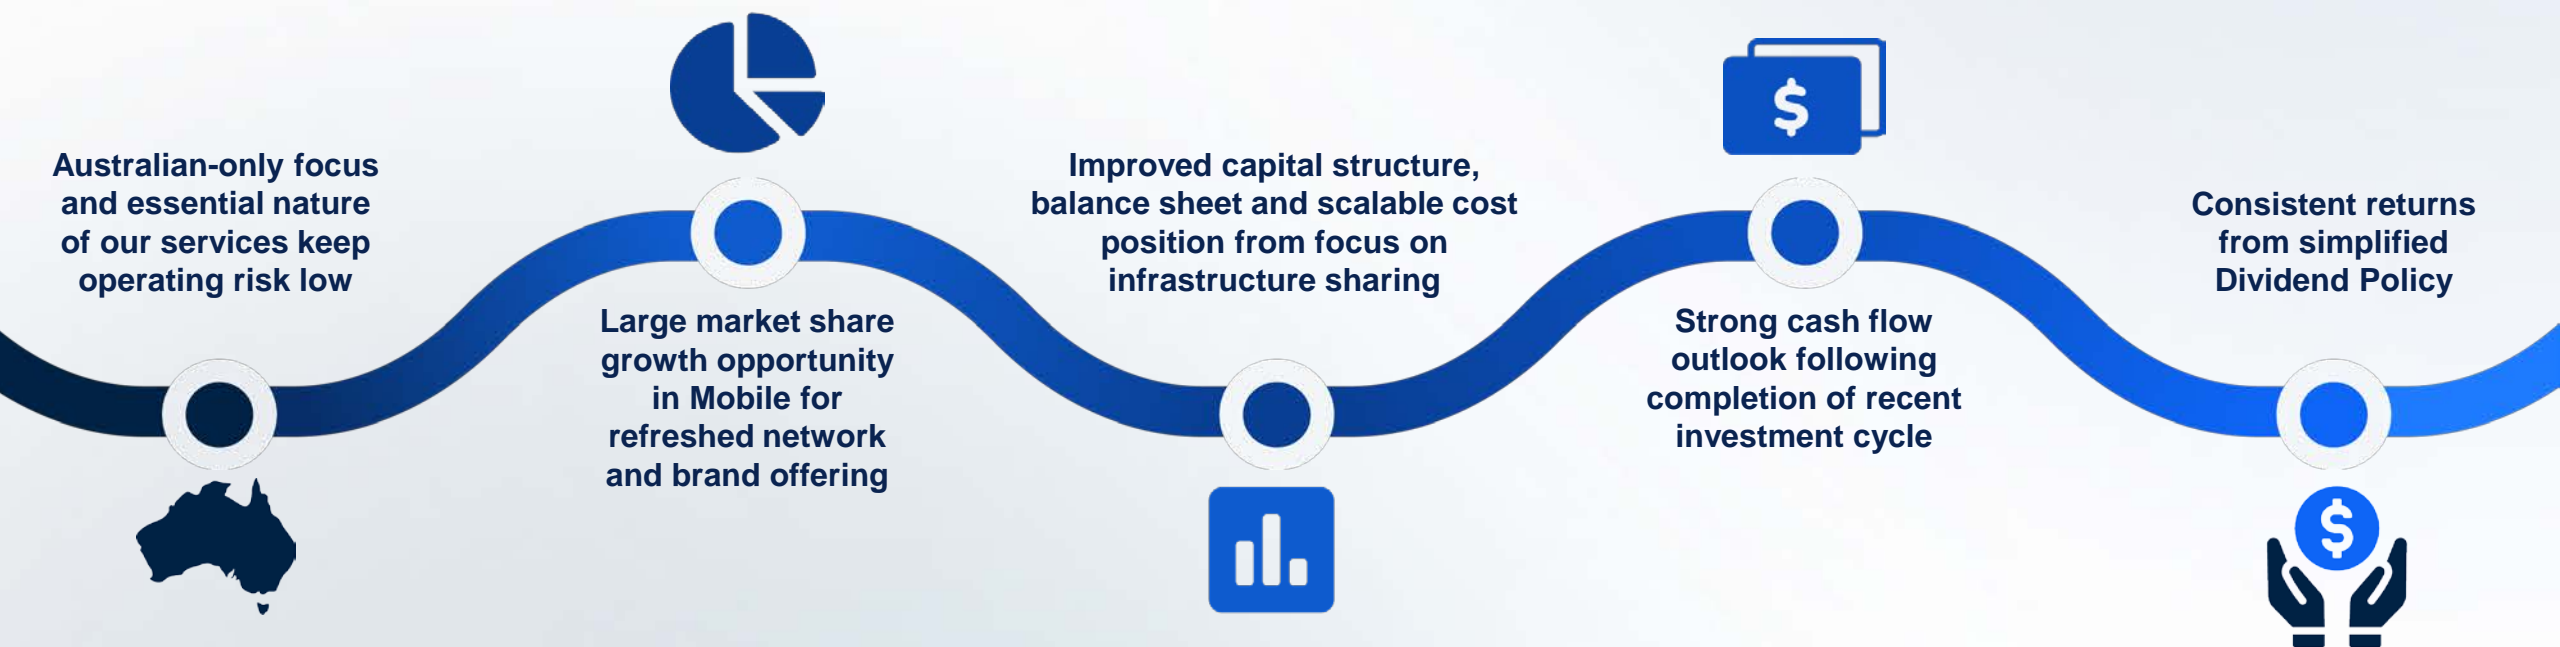 Australian-only focus
and essential nature
of our services keep
operating risk low
Large market share
growth opportunity
in Mobile for
refreshed network
and brand offering
Improved capital structure,
balance sheet and scalable cost
position from focus on
infrastructure sharing
$
Strong cash flow
outlook following
completion of recent
investment cycle
Consistent returns
from simplified
Dividend Policy
$